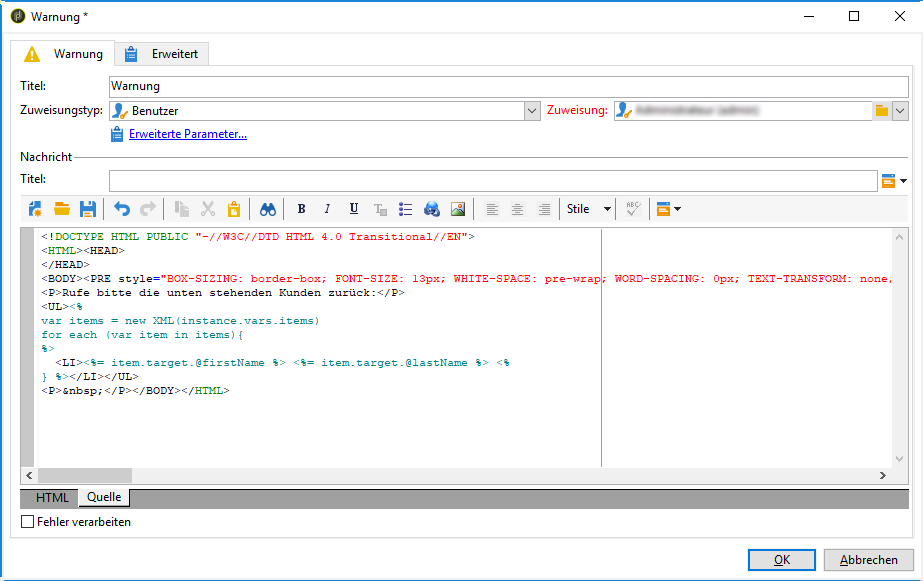 Warnung *
Warnung Erweitert
Titel: Warnung
Zuweisungstyp: Benutzer Zuweisung:
Erweiterte Parameter...
Nachricht
Titel:
B I U Stile ABC
<!DOCTYPE HTML PUBLIC "-//W3C//DTD HTML 4.0 Transitional//EN">
<HTML><HEAD>
</HEAD>
<BODY><PRE style="BOX-SIZING: border-box; FONT-SIZE: 13px; WHITE-SPACE: pre-wrap; WORD-SPACING: 0px; TEXT-TRANSFORM: none,
<P>Rufe bitte die unten stehenden Kunden zurück:</P>
<UL><%
var items = new XML(instance.vars.items)
for each (var item in items){
%>
<LI><%= item.target.@firstName %> <%= item.target.@lastName %> <%
} %></LI></UL>
<P>&nbsp;</P></BODY></HTML>
HTML Quelle
Fehler verarbeiten
OK Abbrechen